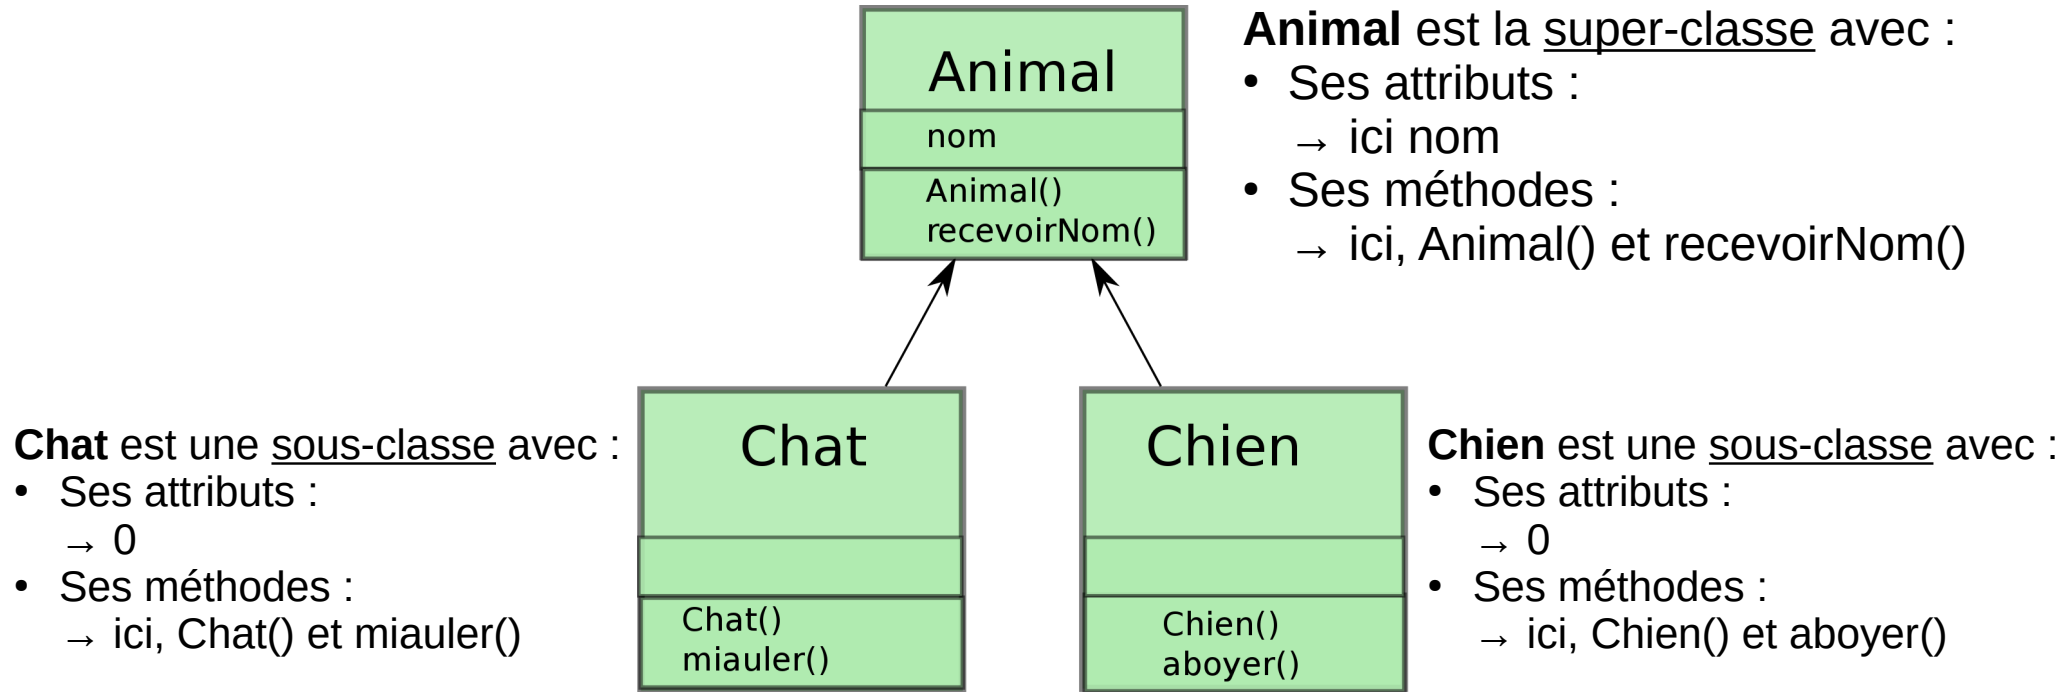 Animal
nom
Animal()
recevoirNom()
Animal est la super-classe avec :
• Ses attributs :
→ ici nom
• Ses méthodes :
→ ici, Animal() et recevoirNom()
Chat est une sous-classe avec :
• Ses attributs :
→ 0
• Ses méthodes :
→ ici, Chat() et miauler()
Chat
Chat()
miauler()
Chien
Chien()
aboyer()
Chien est une sous-classe avec :
• Ses attributs :
→ 0
• Ses méthodes :
→ ici, Chien() et aboyer()